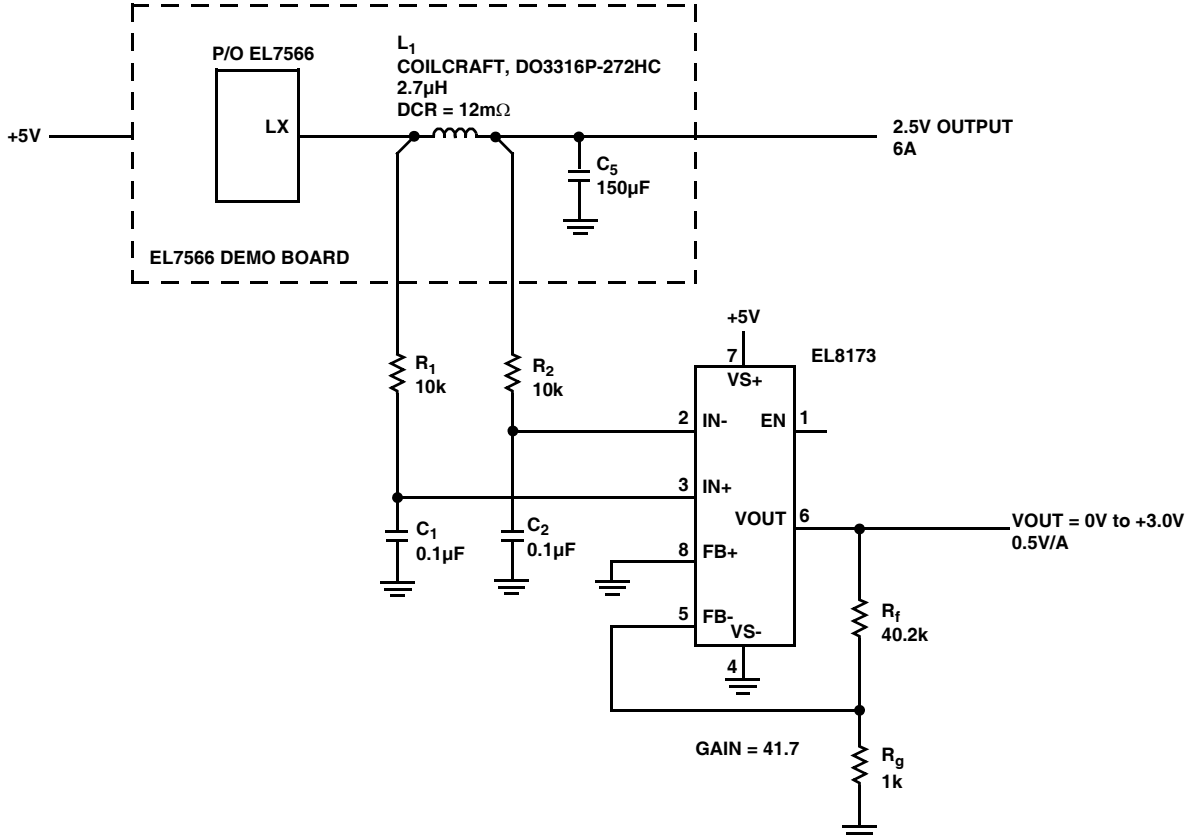 P/O EL7566
LX
L1
COILCRAFT, DO3316P-272HC
2.7µH
DCR = 12mΩ
+5V
2.5V OUTPUT
6A
C5
150µF
EL7566 DEMO BOARD
R1
10k
R2
10k
+5V
EL8173
7
VS+
2
IN-
EN
1
3
IN+
VOUT
6
VOUT = 0V to +3.0V
0.5V/A
C1
0.1µF
C2
0.1µF
8
FB+
5
FB-
VS-
4
Rf
40.2k
GAIN = 41.7
Rg
1k